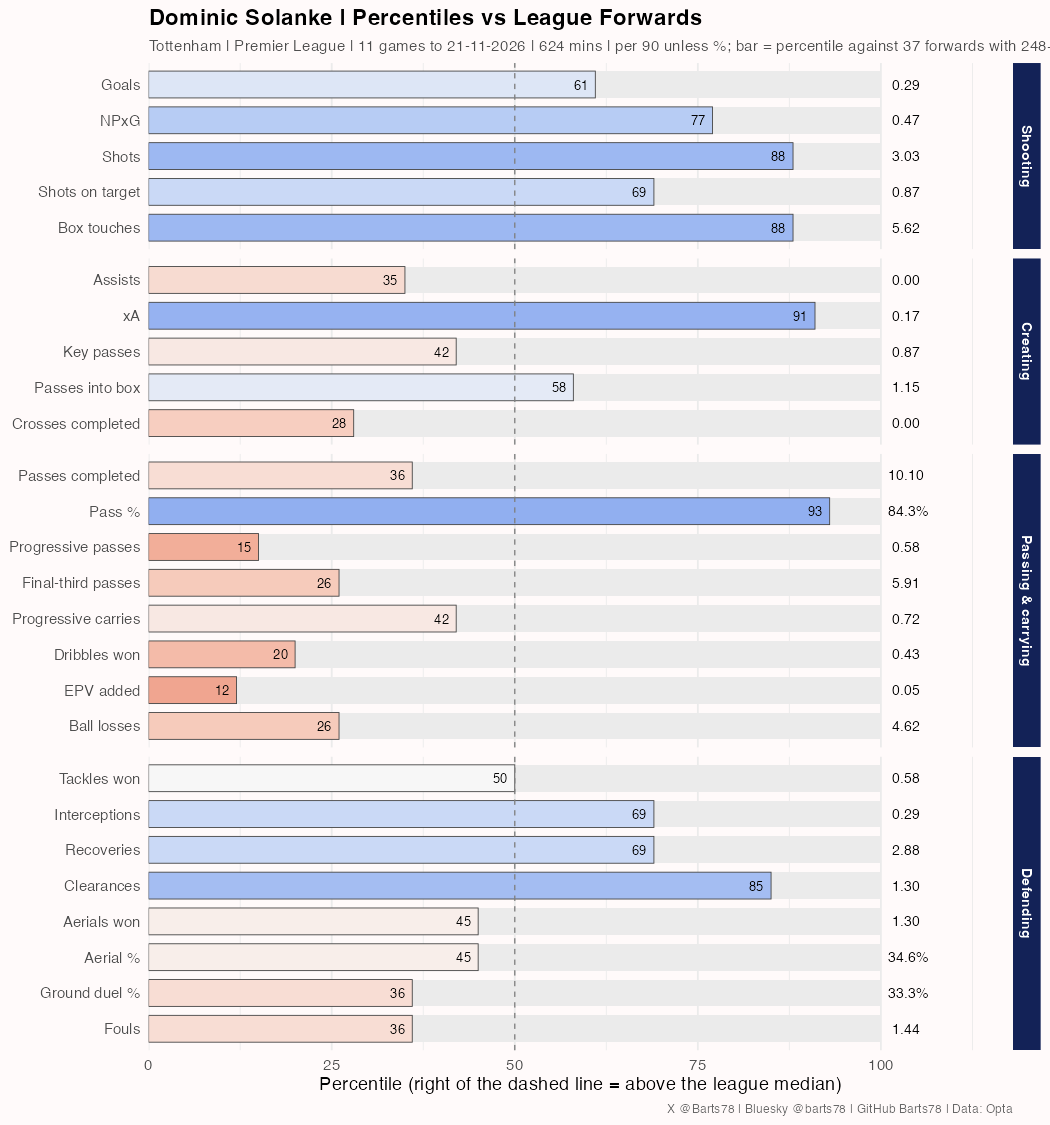 Dominic Solanke | Percentiles vs League Forwards
Tottenham | Premier League | 11 games to 21-11-2026 | 624 mins | per 90 unless %; bar = percentile against 37 forwards with 248-
Goals 61 0.29
NPxG 77 0.47
Shots 88 3.03
Shots on target 69 0.87
Box touches 88 5.62
Shooting
Assists 35 0.00
xA 91 0.17
Key passes 42 0.87
Passes into box 58 1.15
Crosses completed 28 0.00
Creating
Passes completed 36 10.10
Pass % 93 84.3%
Progressive passes 15 0.58
Final-third passes 26 5.91
Progressive carries 42 0.72
Dribbles won 20 0.43
EPV added 12 0.05
Ball losses 26 4.62
Passing & carrying
Tackles won 50 0.58
Interceptions 69 0.29
Recoveries 69 2.88
Clearances 85 1.30
Aerials won 45 1.30
Aerial % 45 34.6%
Ground duel % 36 33.3%
Fouls 36 1.44
Defending
0 25 50 75 100
Percentile (right of the dashed line = above the league median)
X @Barts78 | Bluesky @barts78 | GitHub Barts78 | Data: Opta